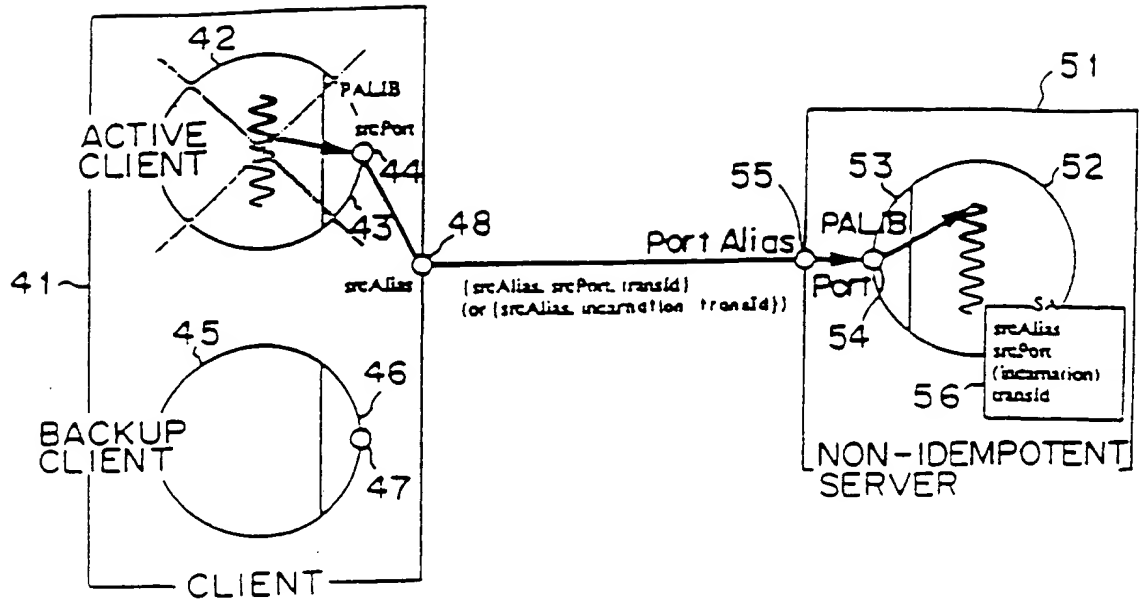 42
PALIB
srcPort
ACTIVE
CLIENT
44
43
48
srcAlias
41
45
46
BACKUP
CLIENT
47
CLIENT
Port Alias
(srcAlias, srcPort, transId)
(or (srcAlias, incarnation transId))
51
55
53
52
PALIB
Port
54
SA
srcAlias
srcPort
(incarnation)
transId
56
NON-IDEMPOTENT
SERVER